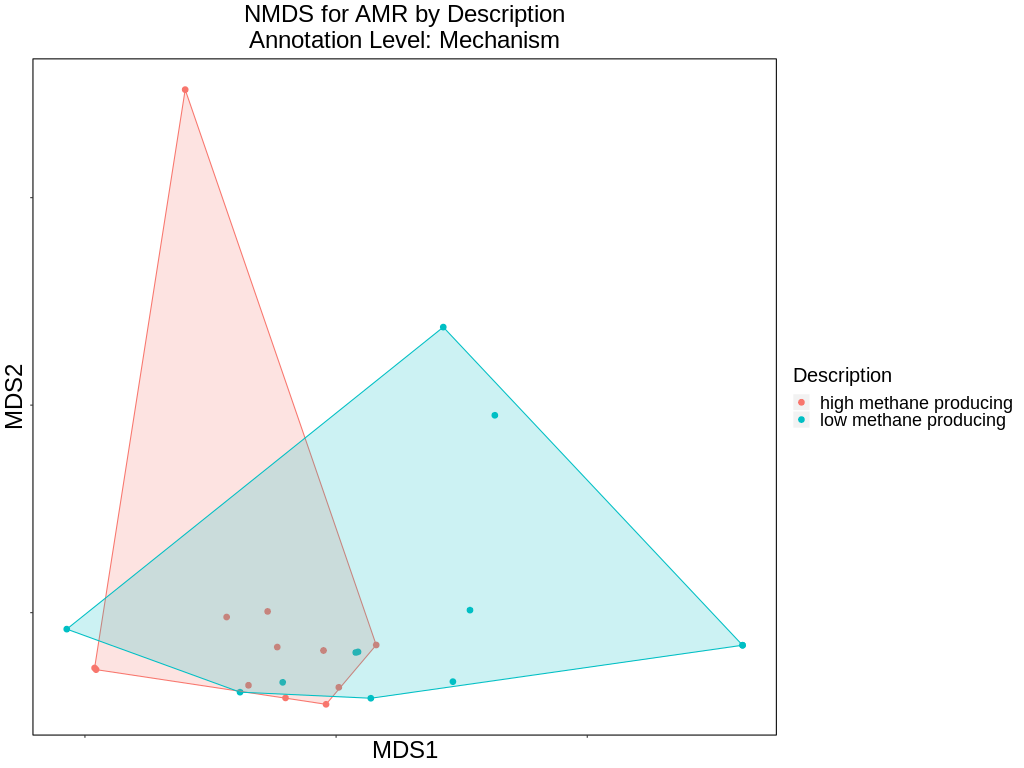 NMDS for AMR by Description
Annotation Level: Mechanism
MDS2
Description
high methane producing
low methane producing
MDS1